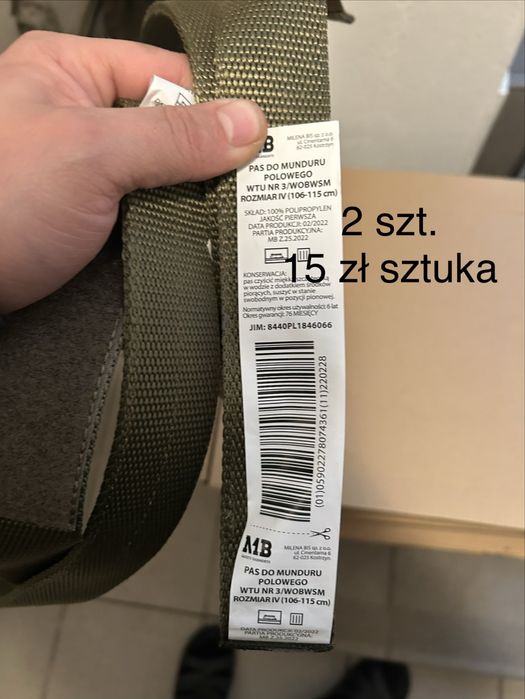 MB
MILENA BIS sp. z o.o.
ul. Cmentarna 6
62-025 Kostrzyn
PAS DO MUNDURU
POLOWEGO
WTU NR 3/WOBWSM
ROZMIAR IV (106-115 cm)
SKŁAD: 100% POLIPROPYLEN
JAKOŚĆ PIERWSZA
DATA PRODUKCJI: 02/2022
PARTIA PRODUKCYJNA:
MB Z.25.2022
2 szt.
15 zł sztuka
KONSERWACJA:
pas czyścić
w wodzie z dodatkiem środków
piorących, suszyć w stanie
swobodnym w pozycji pionowej.
Normatywny okres używalności: 6 lat
Okres gwarancji: 76 MIESIĘCY
JIM: 8440PL1846066
(01)05902278074361(11)220228
MB
MILENA BIS sp. z o.o.
ul. Cmentarna 6
62-025 Kostrzyn
PAS DO MUNDURU
POLOWEGO
WTU NR 3/WOBWSM
ROZMIAR IV (106-115 cm)
DATA PRODUKCJI: 02/2022
PARTIA PRODUKCYJNA:
MB Z.25.2022